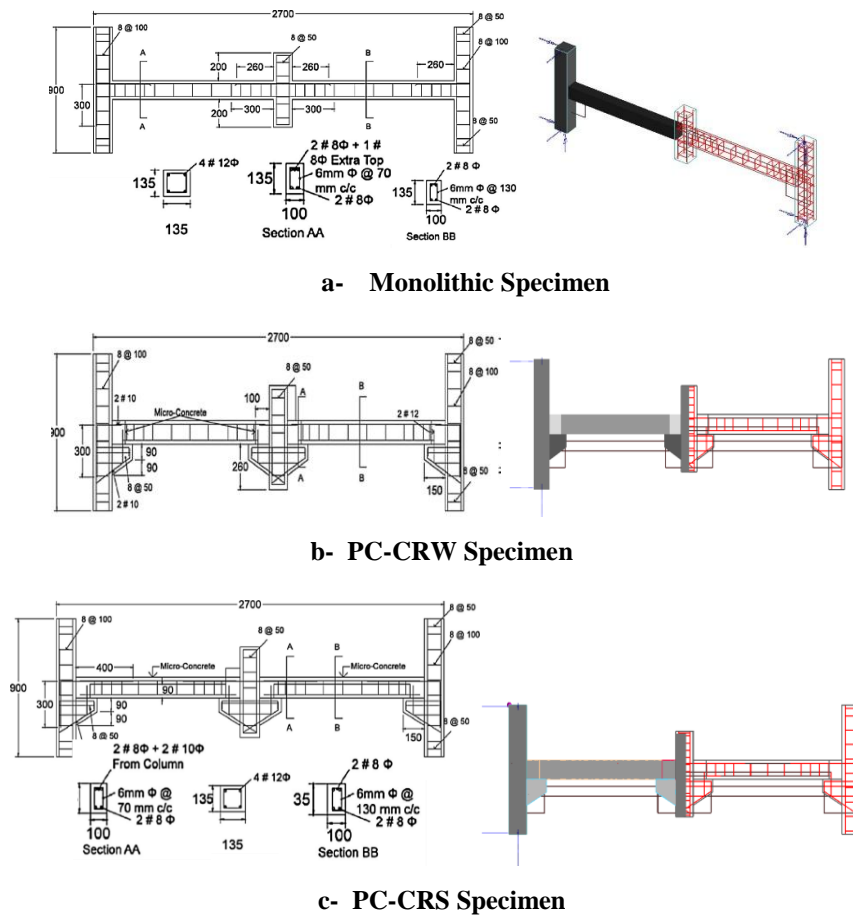 2700
8 @ 50
8 @ 100
8 @ 50
8 @ 100
A
B
200
260
260
260
900
300
300
300
200
A
B
8 @ 50
4 # 12Φ
135
135
2 # 8Φ + 1 #
8Φ Extra Top
6mm Φ @ 70
mm c/c
2 # 8Φ
135
100
Section AA
2 # 8 Φ
6mm Φ @ 130
mm c/c
2 # 8 Φ
135
100
Section BB
a- Monolithic Specimen
2700
8 @ 50
8 @ 100
8 @ 50
8 @ 100
2 # 10
Micro-Concrete
100
A
B
2 # 12
900
300
90
90
260
8 @ 50
2 # 10
A
B
150
8 @ 50
b- PC-CRW Specimen
2700
8 @ 50
8 @ 100
8 @ 50
8 @ 100
400
Micro-Concrete
A
B
Micro-Concrete
900
300
90
90
90
8 @ 50
A
B
150
8 @ 50
2 # 8Φ + 2 # 10Φ
From Column
6mm Φ @
70 mm c/c
2 # 8 Φ
100
Section AA
4 # 12Φ
135
135
2 # 8 Φ
35
6mm Φ @
130 mm c/c
2 # 8 Φ
100
Section BB
c- PC-CRS Specimen